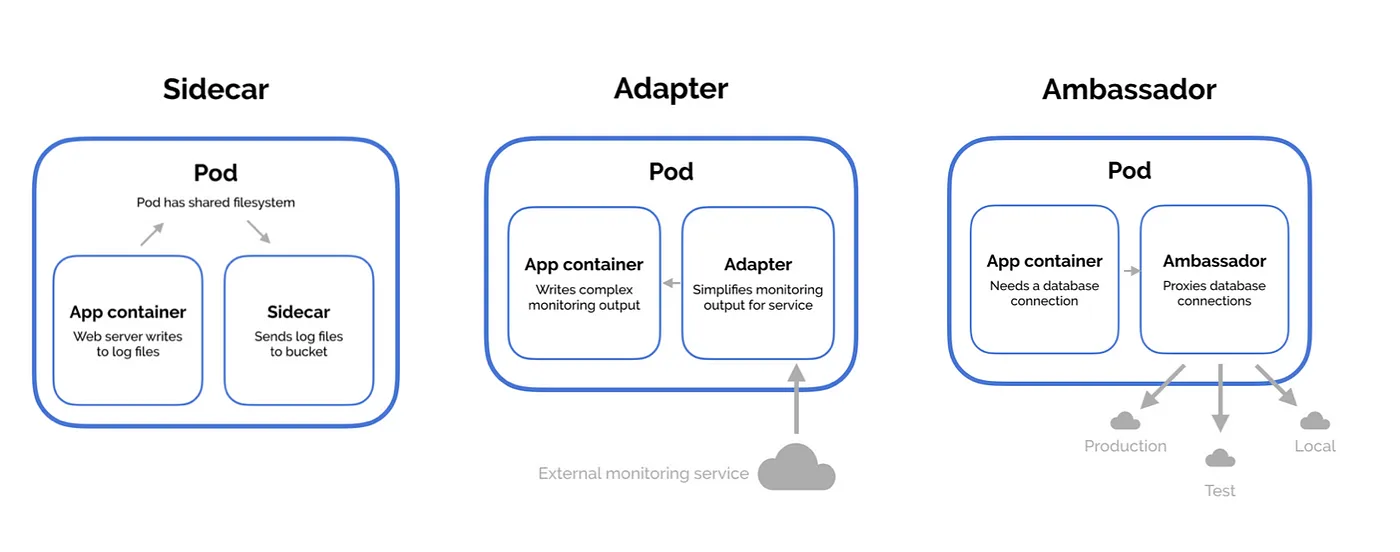 Sidecar
Pod
Pod has shared filesystem
App container
Web server writes
to log files
Sidecar
Sends log files
to bucket
Adapter
Pod
App container
Writes complex
monitoring output
Adapter
Simplifies monitoring
output for service
External monitoring service
Ambassador
Pod
App container
Needs a database
connection
Ambassador
Proxies database
connections
Production
Test
Local